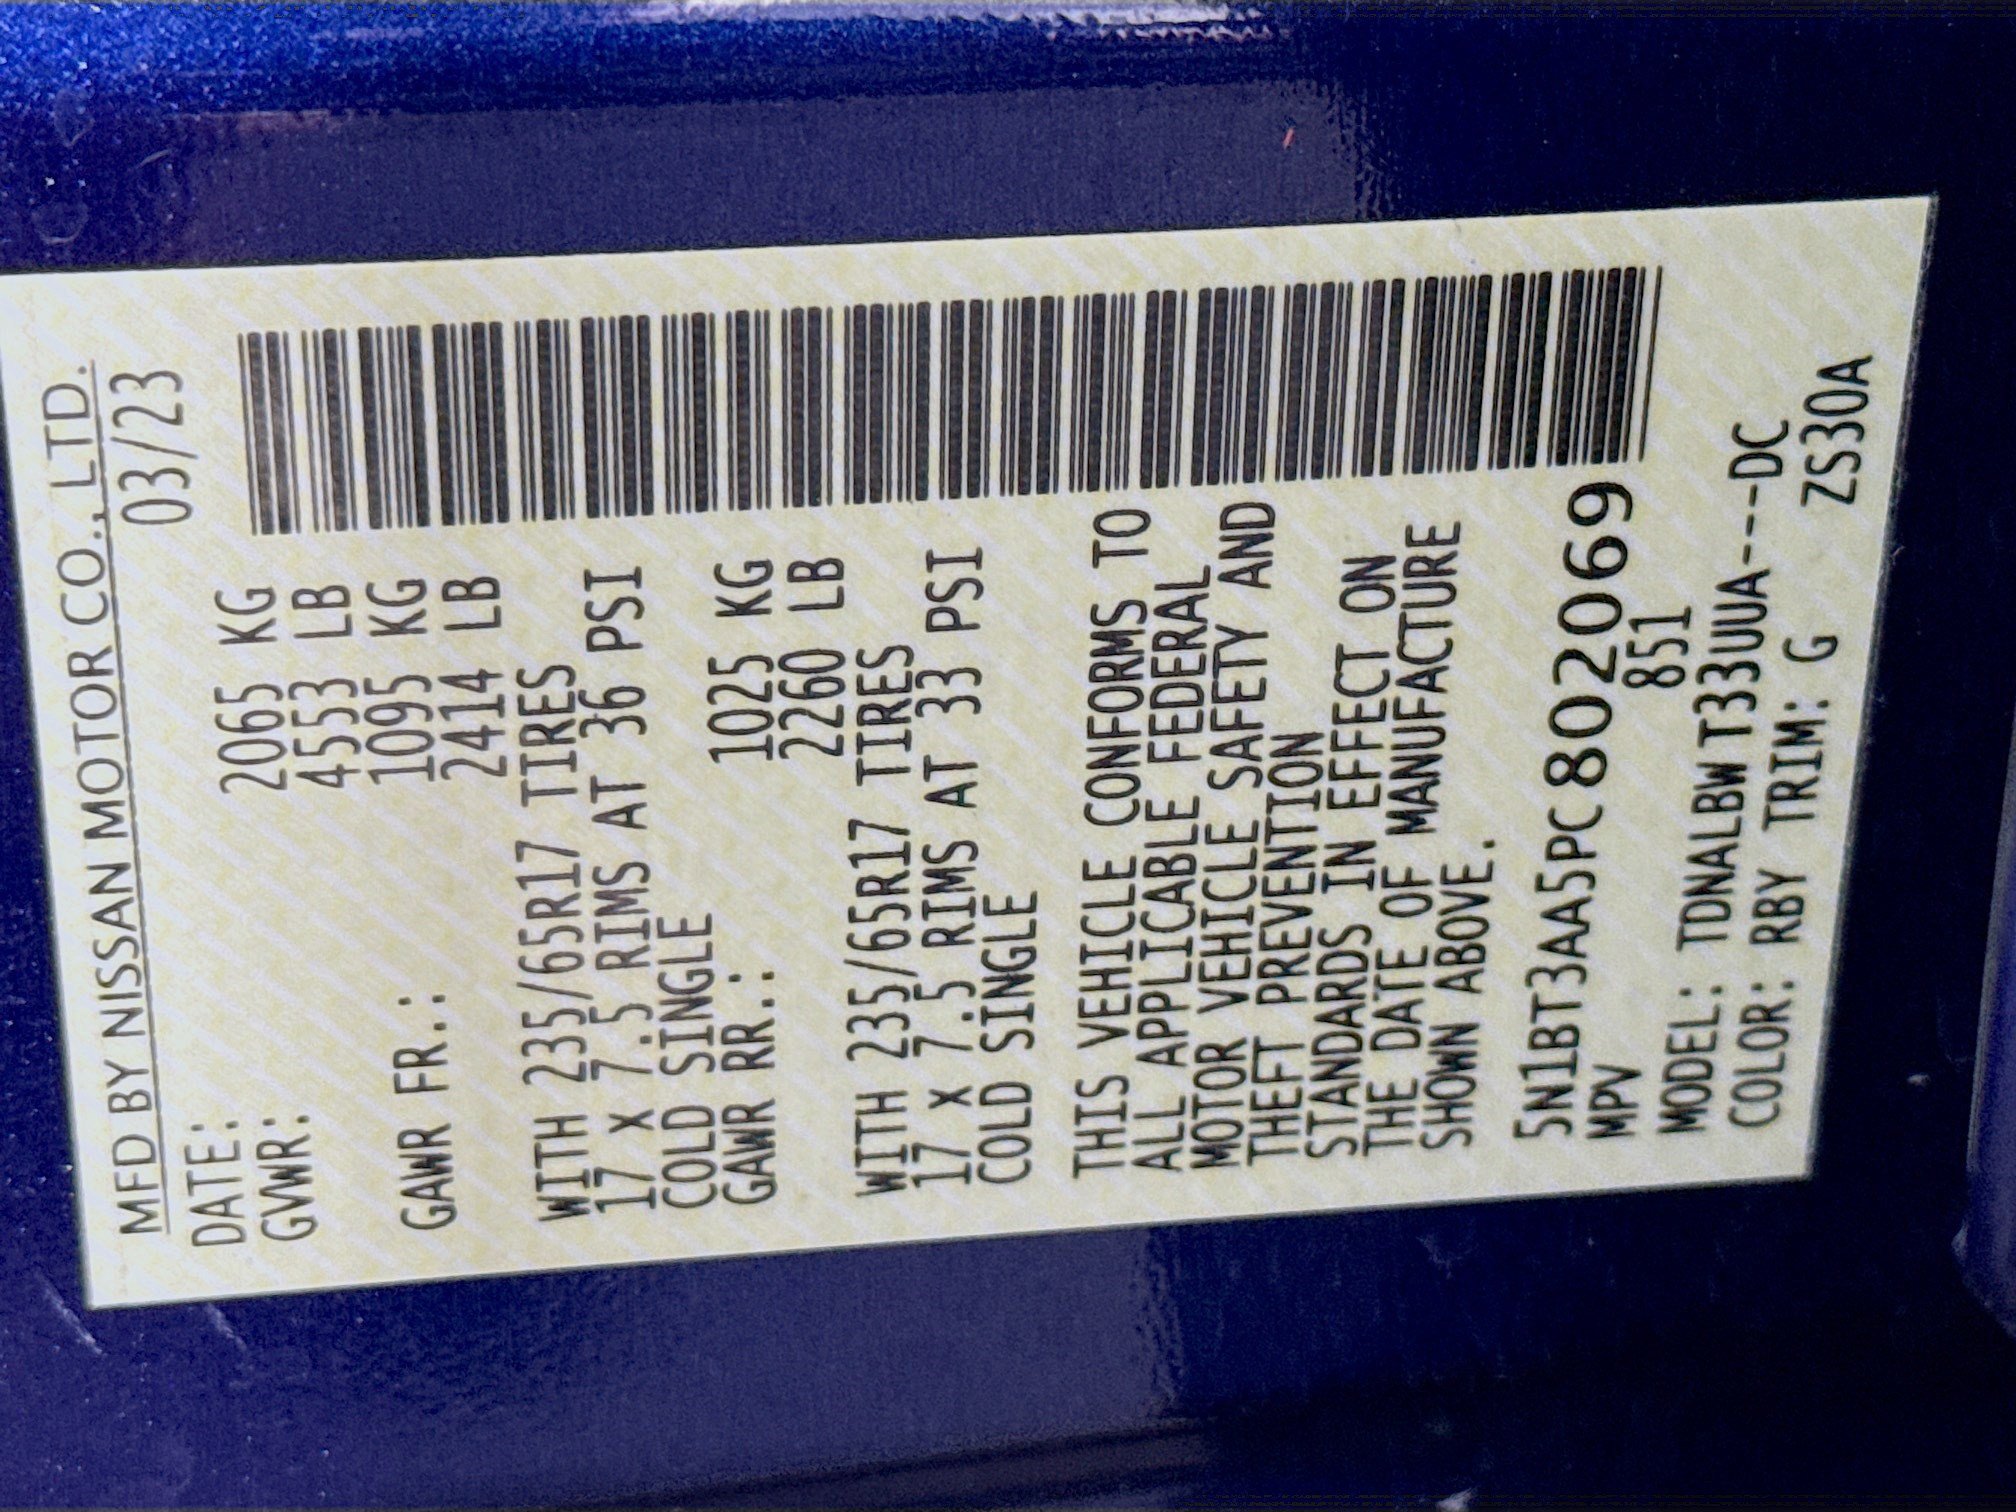 MFD BY NISSAN MOTOR CO., LTD.
DATE: 03/23
GVWR: 2065 KG
4553 LB
GAWR FR.: 1095 KG
2414 LB
WITH 235/65R17 TIRES
17 X 7.5 RIMS AT 36 PSI
COLD SINGLE
GAWR RR.: 1025 KG
2260 LB
WITH 235/65R17 TIRES
17 X 7.5 RIMS AT 33 PSI
COLD SINGLE
THIS VEHICLE CONFORMS TO
ALL APPLICABLE FEDERAL
MOTOR VEHICLE SAFETY AND
THEFT PREVENTION
STANDARDS IN EFFECT ON
THE DATE OF MANUFACTURE
SHOWN ABOVE.
5N1BT3AA5PC802069
MPV 851
MODEL: TDNALBWT33UUA---DC
COLOR: RBY TRIM: G ZS30A